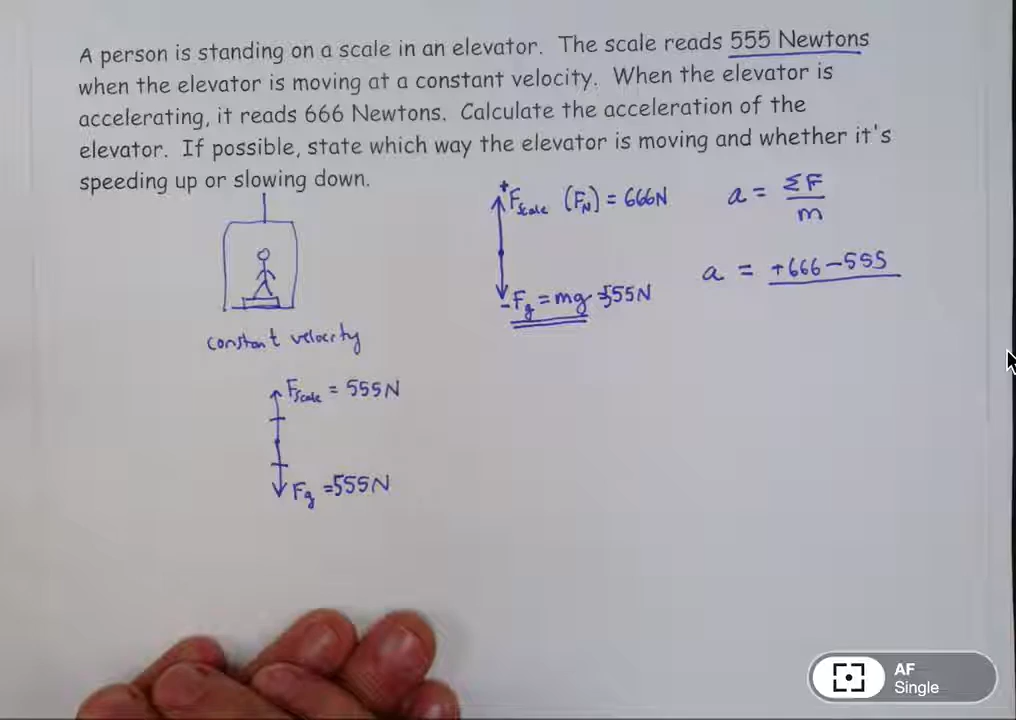 A person is standing on a scale in an elevator. The scale reads 555 Newtons
when the elevator is moving at a constant velocity. When the elevator is
accelerating, it reads 666 Newtons. Calculate the acceleration of the
elevator. If possible, state which way the elevator is moving and whether it's
speeding up or slowing down.
+
Fscale (FN) = 666N
a = ΣF/m
a = +666-555
- Fg = mg = 555N
constant velocity
Fscale = 555N
Fg = 555N
AF
Single